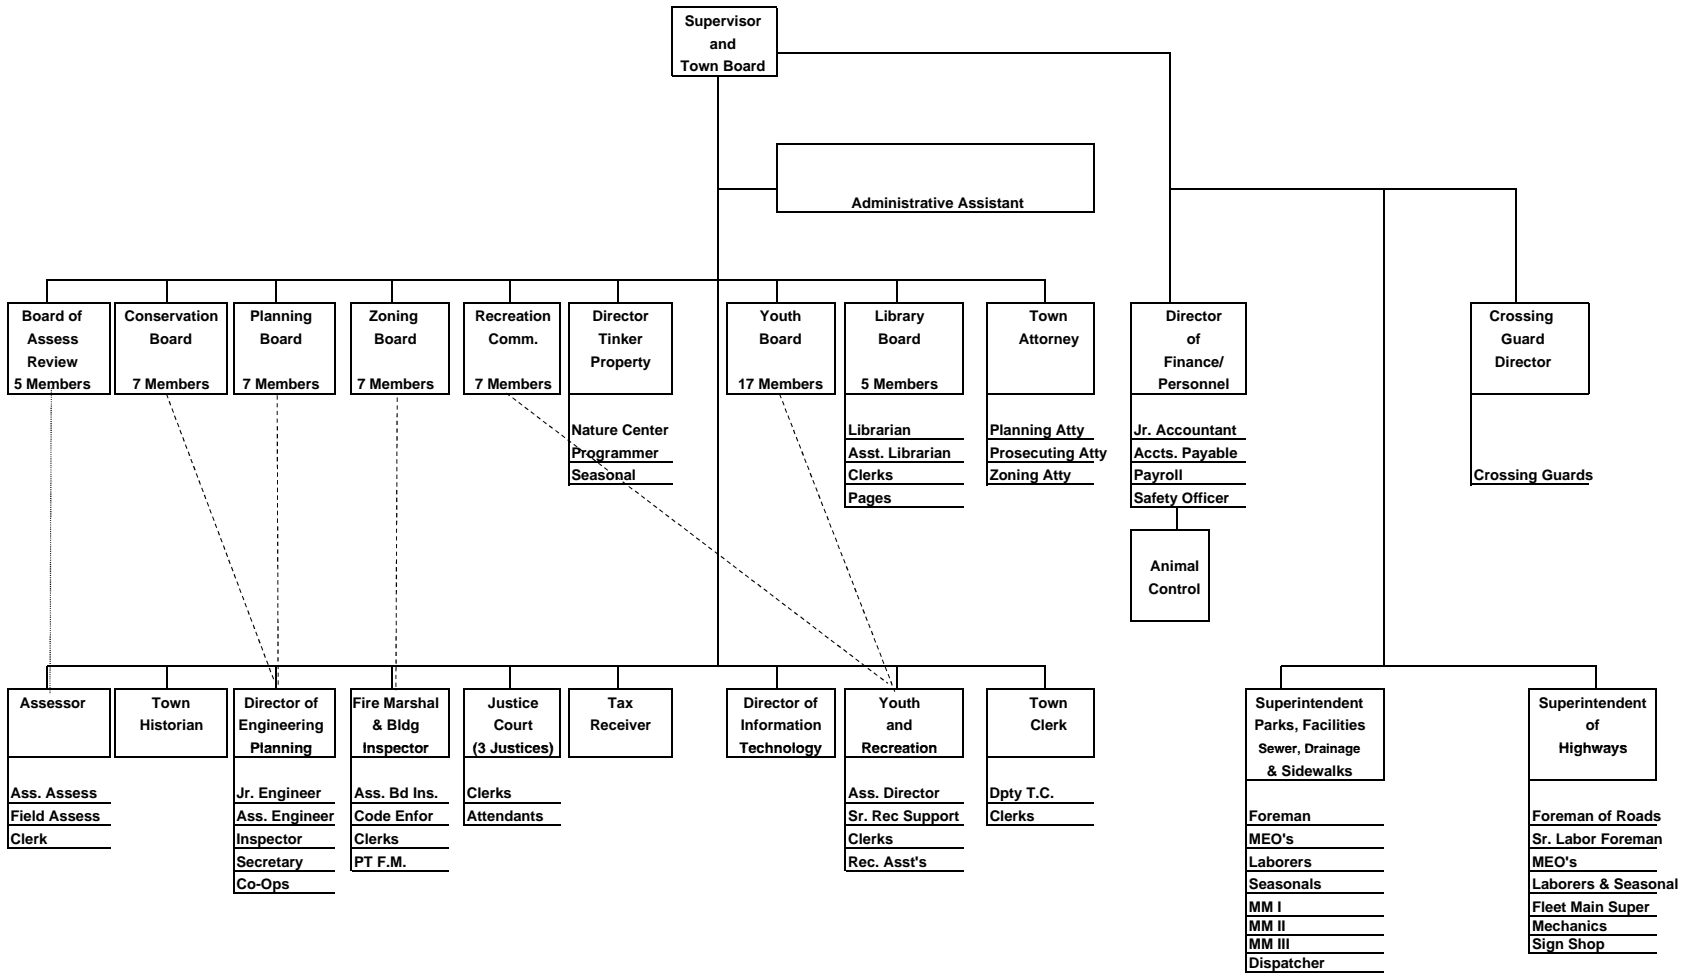 Supervisor
and
Town Board
Administrative Assistant
Board of
Assess
Review
5 Members
Conservation
Board
7 Members
Planning
Board
7 Members
Zoning
Board
7 Members
Recreation
Comm.
7 Members
Director
Tinker
Property
Nature Center
Programmer
Seasonal
Youth
Board
17 Members
Library
Board
5 Members
Librarian
Asst. Librarian
Clerks
Pages
Town
Attorney
Planning Atty
Prosecuting Atty
Zoning Atty
Director
of
Finance/
Personnel
Jr. Accountant
Accts. Payable
Payroll
Safety Officer
Animal
Control
Crossing
Guard
Director
Crossing Guards
Assessor
Ass. Assess
Field Assess
Clerk
Town
Historian
Director of
Engineering
Planning
Jr. Engineer
Ass. Engineer
Inspector
Secretary
Co-Ops
Fire Marshal
& Bldg
Inspector
Ass. Bd Ins.
Code Enfor
Clerks
PT F.M.
Justice
Court
(3 Justices)
Clerks
Attendants
Tax
Receiver
Director of
Information
Technology
Youth
and
Recreation
Ass. Director
Sr. Rec Support
Clerks
Rec. Asst's
Town
Clerk
Dpty T.C.
Clerks
Superintendent
Parks, Facilities
Sewer, Drainage
& Sidewalks
Foreman
MEO's
Laborers
Seasonals
MM I
MM II
MM III
Dispatcher
Superintendent
of
Highways
Foreman of Roads
Sr. Labor Foreman
MEO's
Laborers & Seasonal
Fleet Main Super
Mechanics
Sign Shop